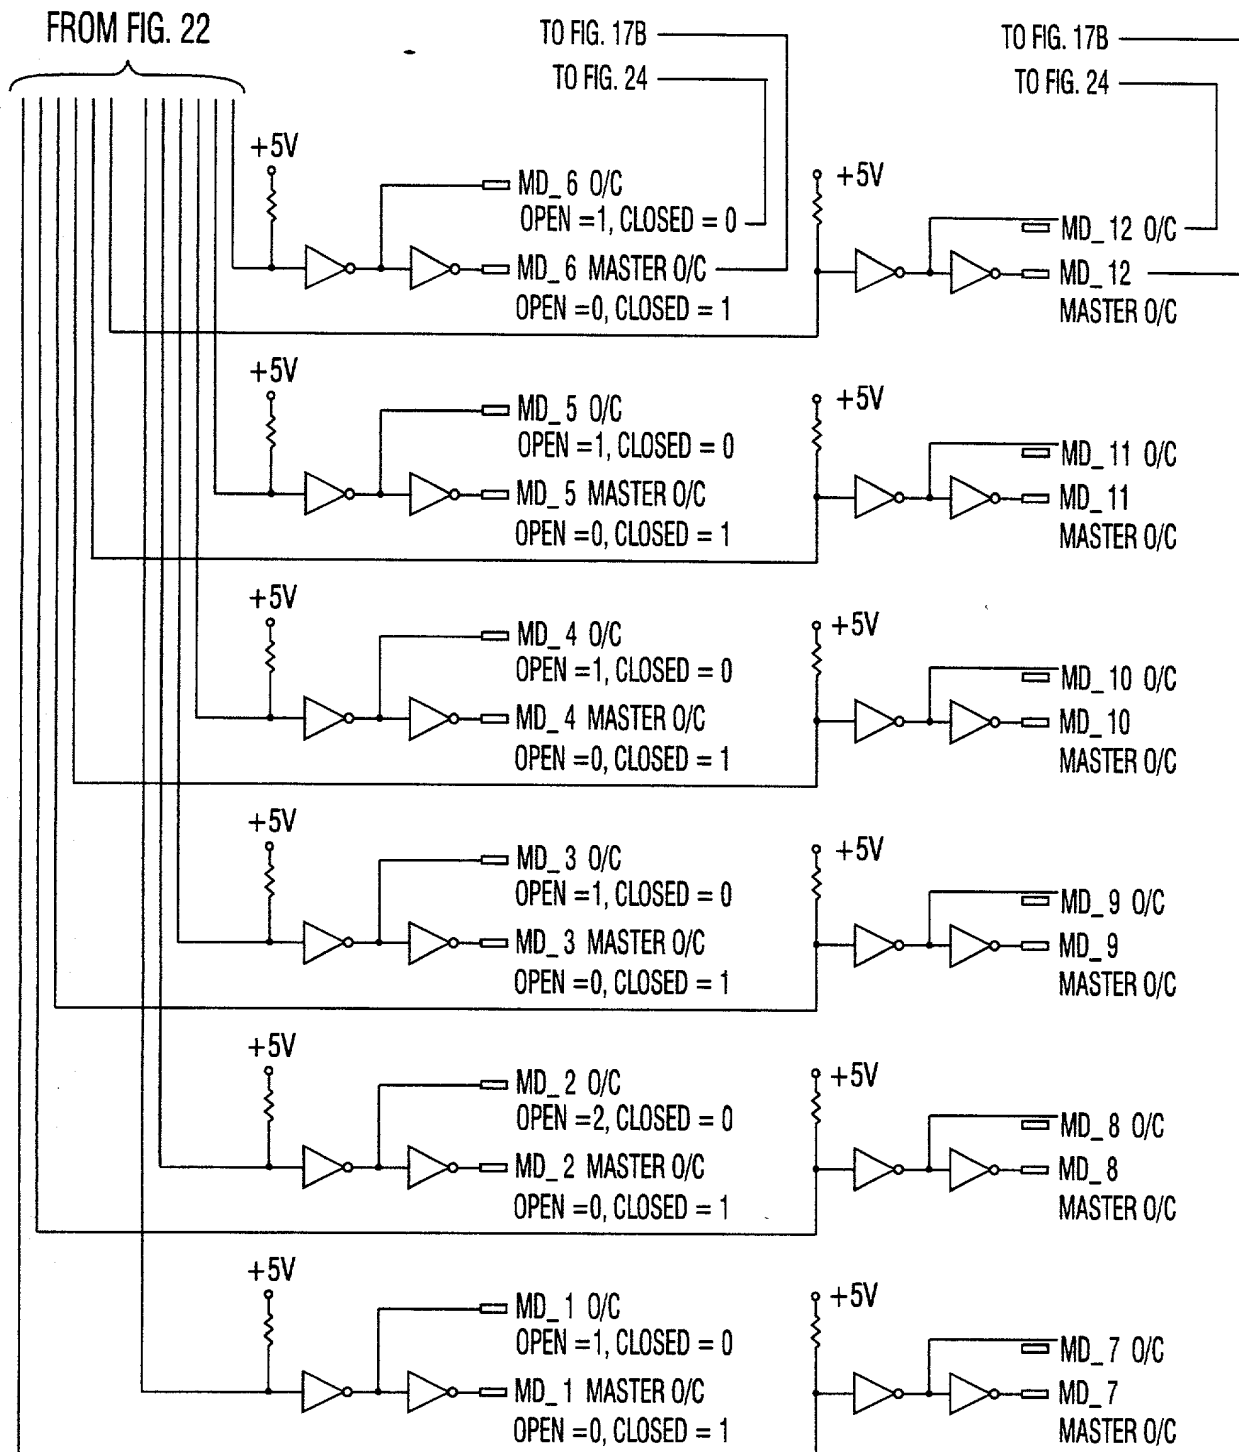 FROM FIG. 22
TO FIG. 17B
TO FIG. 24
TO FIG. 17B
TO FIG. 24
+5V
MD_6 O/C
OPEN =1, CLOSED = 0
MD_6 MASTER O/C
OPEN =0, CLOSED = 1
+5V
MD_12 O/C
MD_12
MASTER O/C
+5V
MD_5 O/C
OPEN =1, CLOSED = 0
MD_5 MASTER O/C
OPEN =0, CLOSED = 1
+5V
MD_11 O/C
MD_11
MASTER O/C
+5V
MD_4 O/C
OPEN =1, CLOSED = 0
MD_4 MASTER O/C
OPEN =0, CLOSED = 1
+5V
MD_10 O/C
MD_10
MASTER O/C
+5V
MD_3 O/C
OPEN =1, CLOSED = 0
MD_3 MASTER O/C
OPEN =0, CLOSED = 1
+5V
MD_9 O/C
MD_9
MASTER O/C
+5V
MD_2 O/C
OPEN =2, CLOSED = 0
MD_2 MASTER O/C
OPEN =0, CLOSED = 1
+5V
MD_8 O/C
MD_8
MASTER O/C
+5V
MD_1 O/C
OPEN =1, CLOSED = 0
MD_1 MASTER O/C
OPEN =0, CLOSED = 1
+5V
MD_7 O/C
MD_7
MASTER O/C